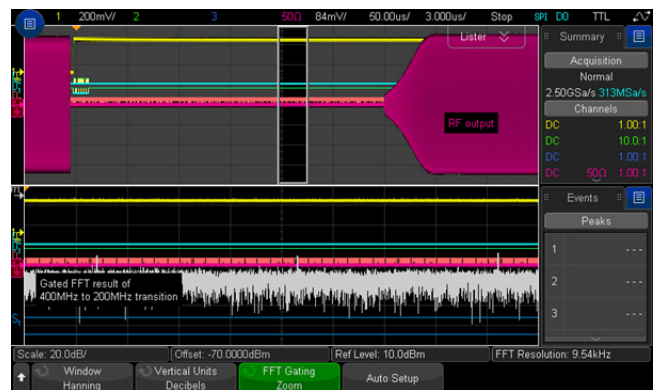 1 200mV/ 2 3 50Ω 84mV/ 50.00us/ 3.000us/ Stop SPI D0 TTL
Lister
Summary
Acquisition
Normal
2.50GSa/s 313MSa/s
Channels
DC 1.00:1
DC 10.0:1
DC 1.00:1
DC 50Ω 1.00:1
RF output
Events
Peaks
1 ---
2 ---
3 ---
Gated FFT result of
400MHz to 200MHz transition
S1
Scale: 20.0dB/ Offset: -70.0000dBm Ref Level: 10.0dBm FFT Resolution: 9.54kHz
Window
Hanning
Vertical Units
Decibels
FFT Gating
Zoom
Auto Setup